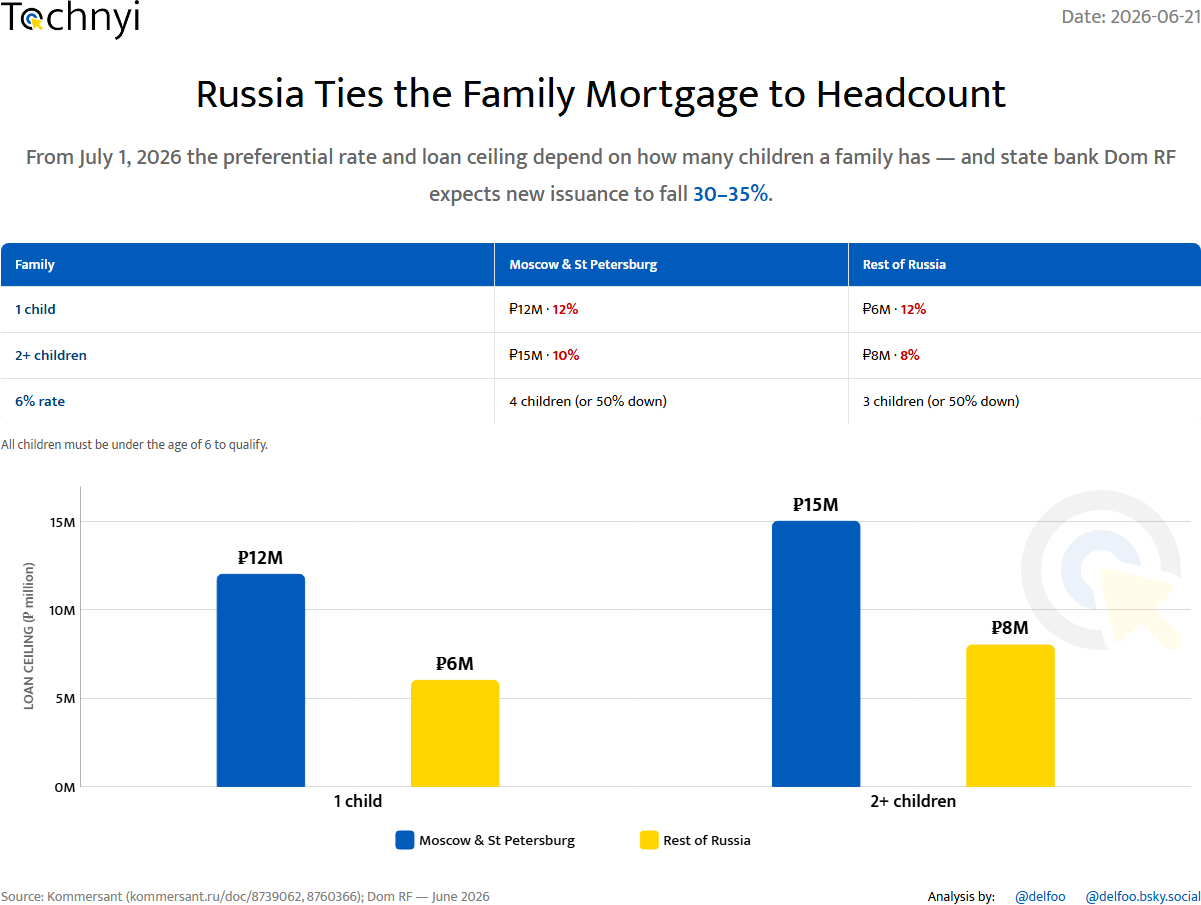 Tochnyi
Date: 2026-06-21
Russia Ties the Family Mortgage to Headcount
From July 1, 2026 the preferential rate and loan ceiling depend on how many children a family has — and state bank Dom RF
expects new issuance to fall 30–35%.
Family Moscow & St Petersburg Rest of Russia
1 child ₽12M · 12% ₽6M · 12%
2+ children ₽15M · 10% ₽8M · 8%
6% rate 4 children (or 50% down) 3 children (or 50% down)
All children must be under the age of 6 to qualify.
LOAN CEILING (₽ million)
15M
10M
5M
0M
₽12M
₽6M
₽15M
₽8M
1 child
2+ children
Moscow & St Petersburg
Rest of Russia
Source: Kommersant (kommersant.ru/doc/8739062, 8760366); Dom RF — June 2026
Analysis by: @delfoo @delfoo.bsky.social